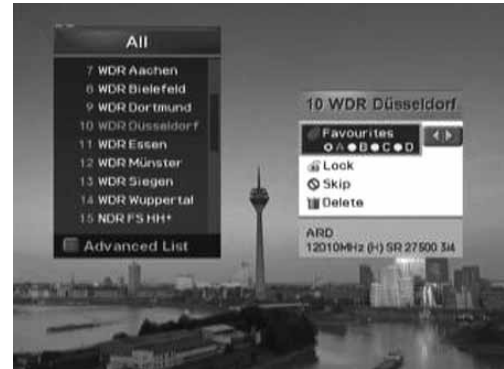 All
7 WDR Aachen
8 WDR Bielefeld
9 WDR Dortmund
10 WDR Düsseldorf
11 WDR Essen
12 WDR Münster
13 WDR Siegen
14 WDR Wuppertal
15 NDR FS HH*
Advanced List
10 WDR Düsseldorf
Favourites
A B C D
Lock
Skip
Delete
ARD
12010MHz (H) SR 27500 3/4